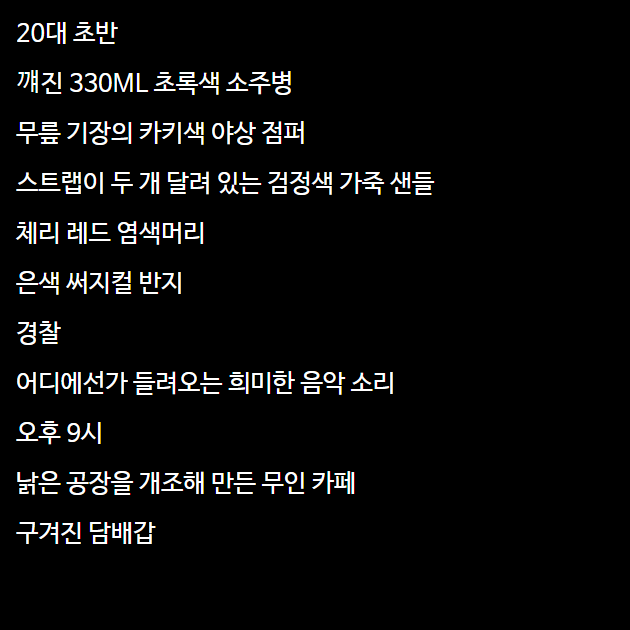 20대 초반
꺠진 330ML 초록색 소주병
무릎 기장의 카키색 야상 점퍼
스트랩이 두 개 달려 있는 검정색 가죽 샌들
체리 레드 염색머리
은색 써지컬 반지
경찰
어디에선가 들려오는 희미한 음악 소리
오후 9시
낡은 공장을 개조해 만든 무인 카페
구겨진 담배갑